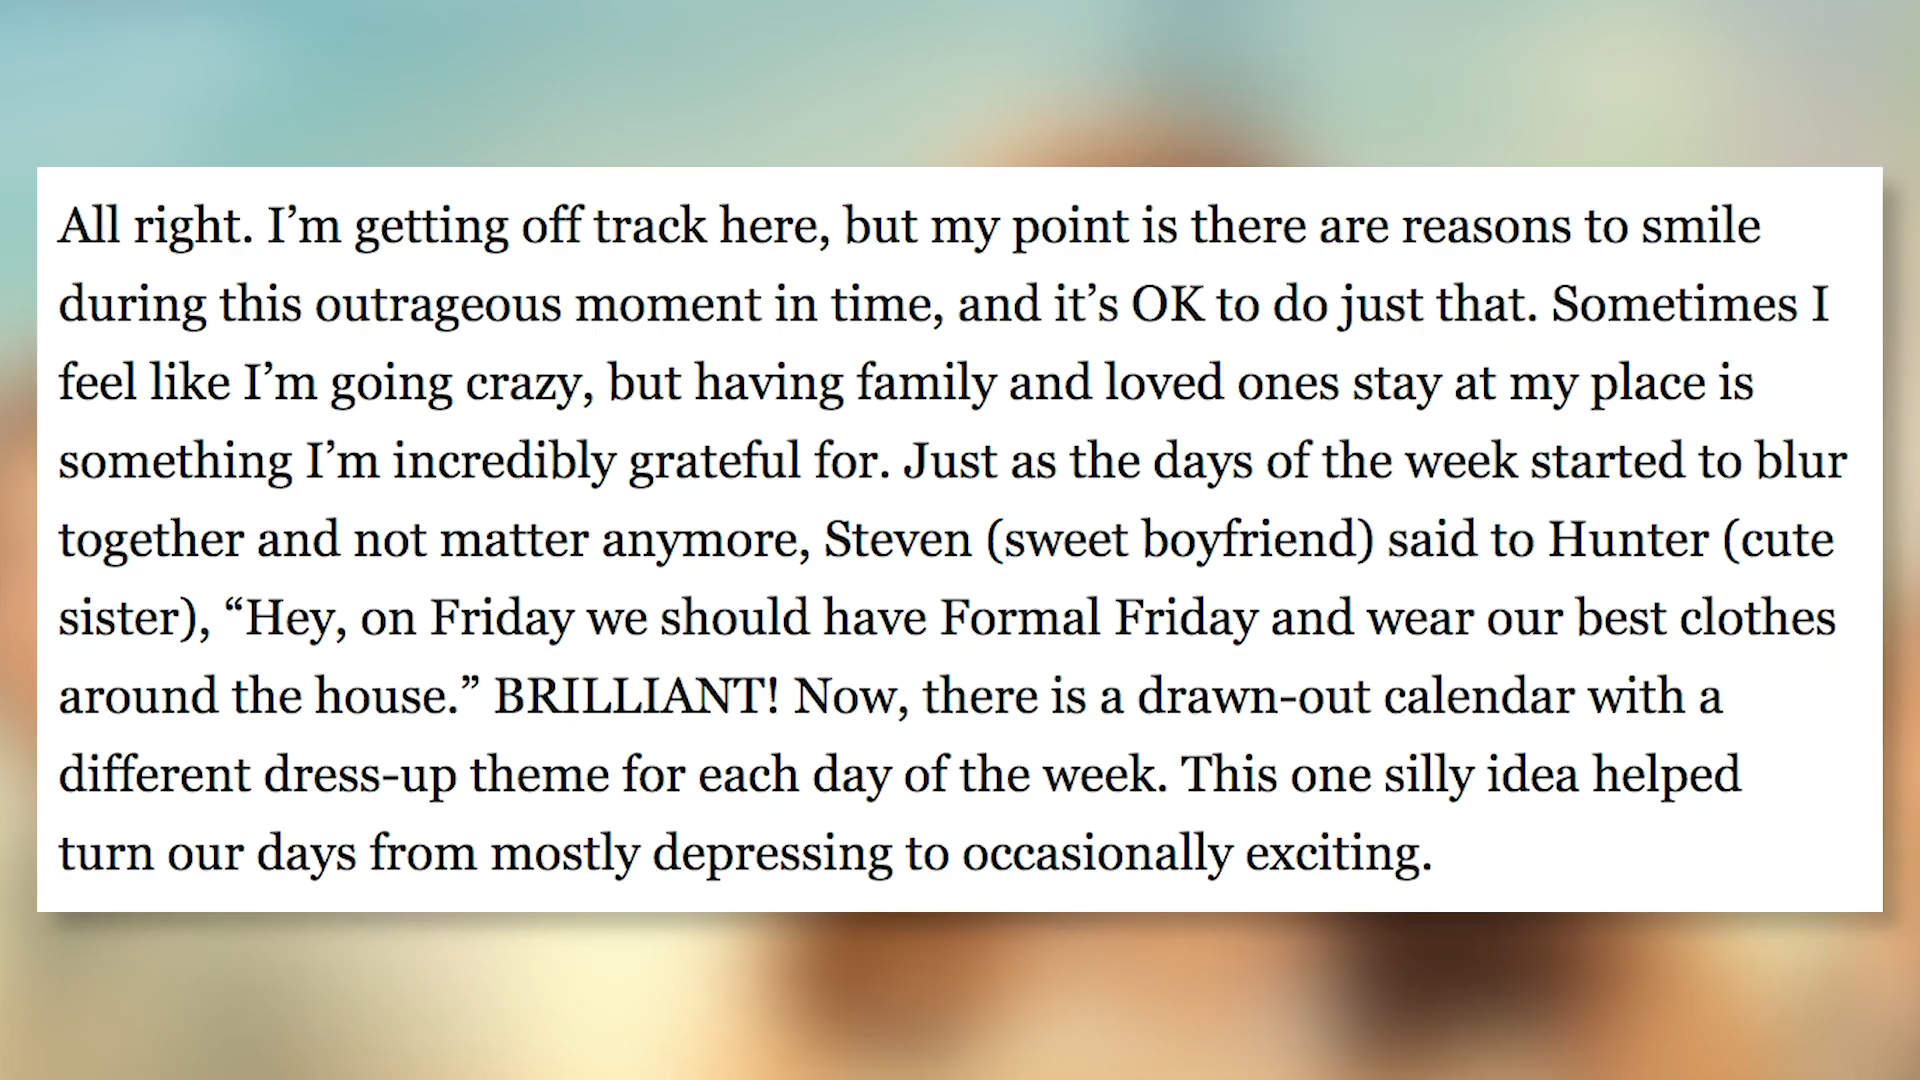 All right. I’m getting off track here, but my point is there are reasons to smile
during this outrageous moment in time, and it’s OK to do just that. Sometimes I
feel like I’m going crazy, but having family and loved ones stay at my place is
something I’m incredibly grateful for. Just as the days of the week started to blur
together and not matter anymore, Steven (sweet boyfriend) said to Hunter (cute
sister), “Hey, on Friday we should have Formal Friday and wear our best clothes
around the house.” BRILLIANT! Now, there is a drawn-out calendar with a
different dress-up theme for each day of the week. This one silly idea helped
turn our days from mostly depressing to occasionally exciting.